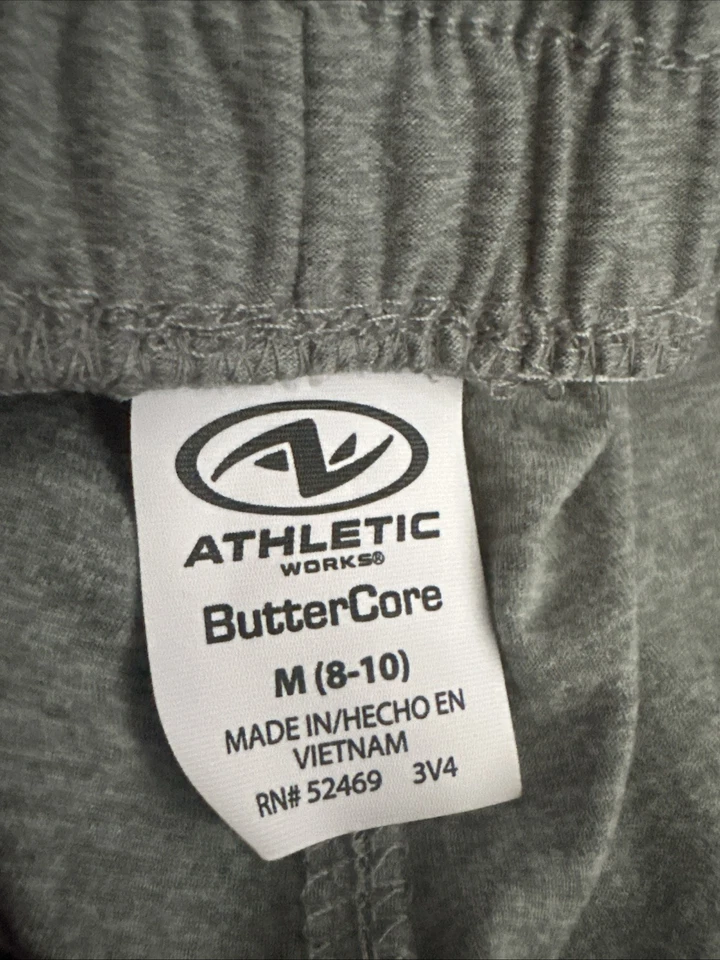 ATHLETIC
WORKS®
ButterCore
M (8-10)
MADE IN/HECHO EN
VIETNAM
RN# 52469 3V4